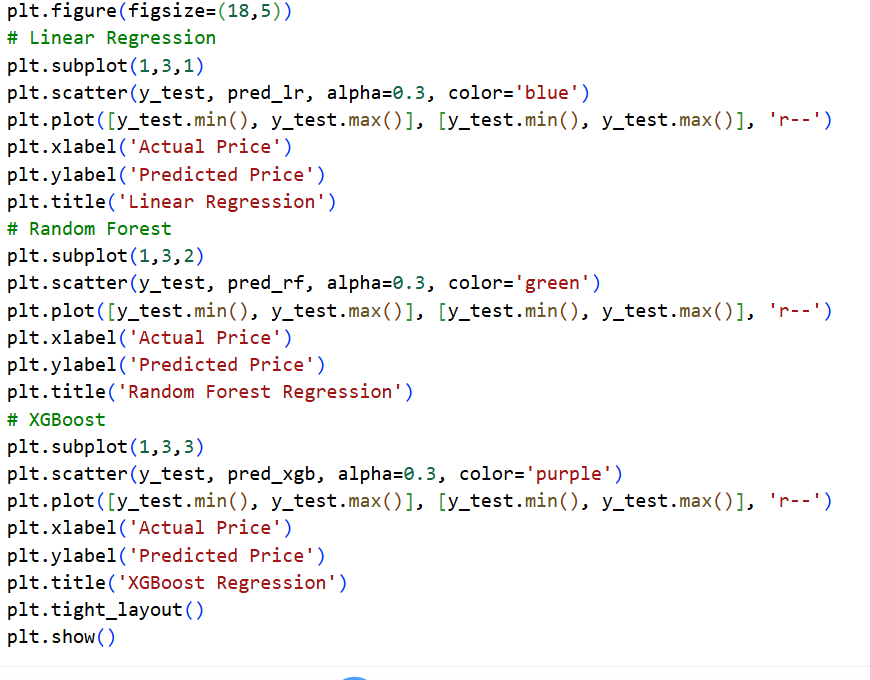 plt.figure(figsize=(18,5))
# Linear Regression
plt.subplot(1,3,1)
plt.scatter(y_test, pred_lr, alpha=0.3, color='blue')
plt.plot([y_test.min(), y_test.max()], [y_test.min(), y_test.max()], 'r--')
plt.xlabel('Actual Price')
plt.ylabel('Predicted Price')
plt.title('Linear Regression')
# Random Forest
plt.subplot(1,3,2)
plt.scatter(y_test, pred_rf, alpha=0.3, color='green')
plt.plot([y_test.min(), y_test.max()], [y_test.min(), y_test.max()], 'r--')
plt.xlabel('Actual Price')
plt.ylabel('Predicted Price')
plt.title('Random Forest Regression')
# XGBoost
plt.subplot(1,3,3)
plt.scatter(y_test, pred_xgb, alpha=0.3, color='purple')
plt.plot([y_test.min(), y_test.max()], [y_test.min(), y_test.max()], 'r--')
plt.xlabel('Actual Price')
plt.ylabel('Predicted Price')
plt.title('XGBoost Regression')
plt.tight_layout()
plt.show()